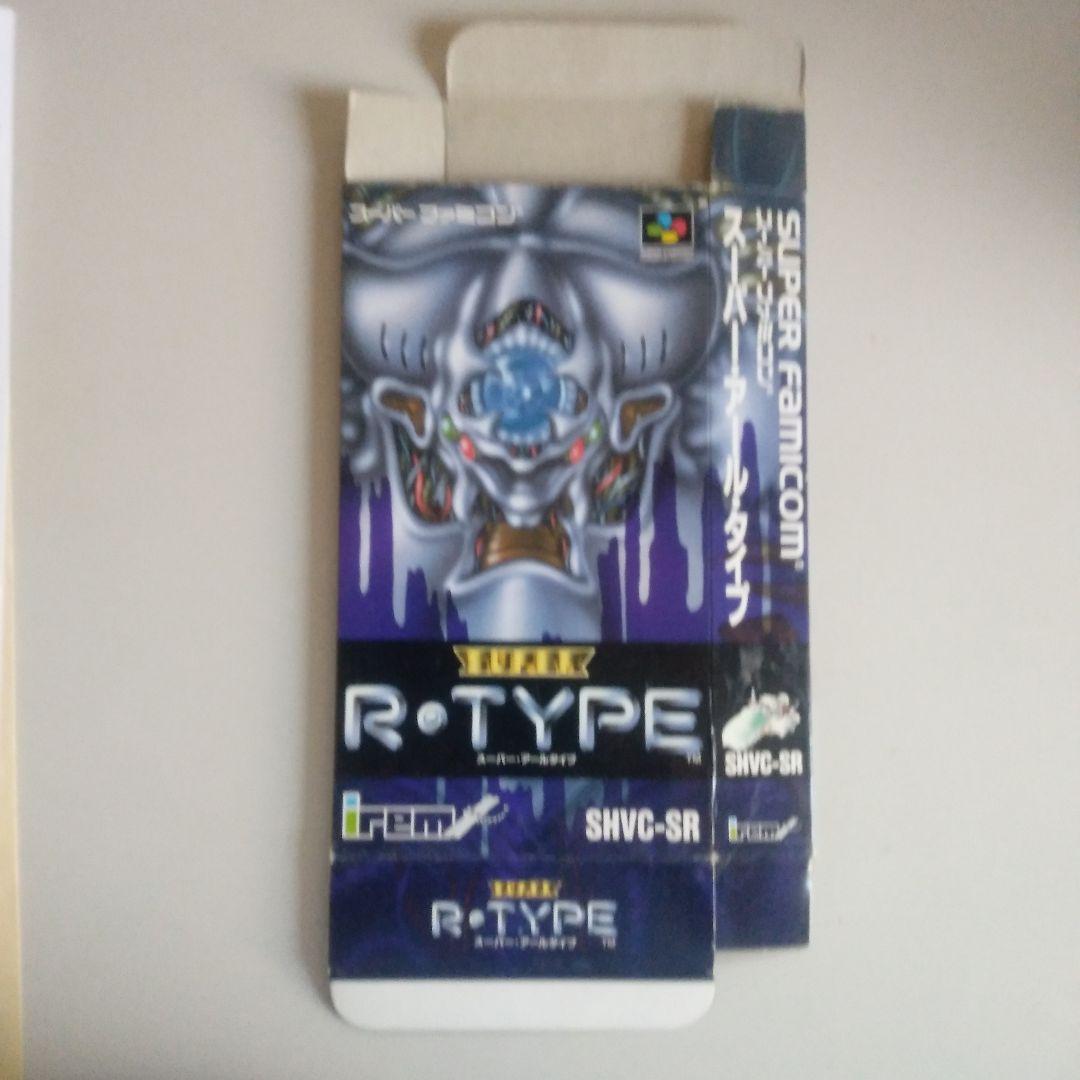 スーパー ファミコン
SUPER
R・TYPE
スーパー・アールタイプ
TM
irem
SHVC-SR
SUPER
R・TYPE
スーパー・アールタイプ
TM
SUPER FAMICOM
スーパー ファミコン
スーパー・アール・タイプ
SHVC-SR
irem